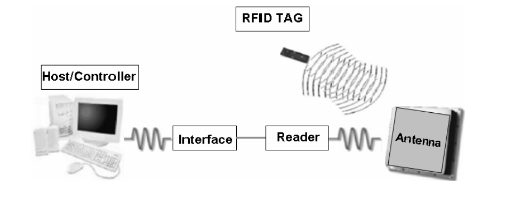 RFID TAG
Host/Controller
Interface
Reader
Antenna